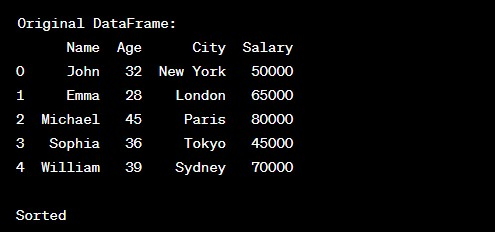 Original DataFrame:
      Name  Age      City  Salary
0     John   32  New York   50000
1     Emma   28    London   65000
2  Michael   45     Paris   80000
3   Sophia   36     Tokyo   45000
4  William   39    Sydney   70000
Sorted